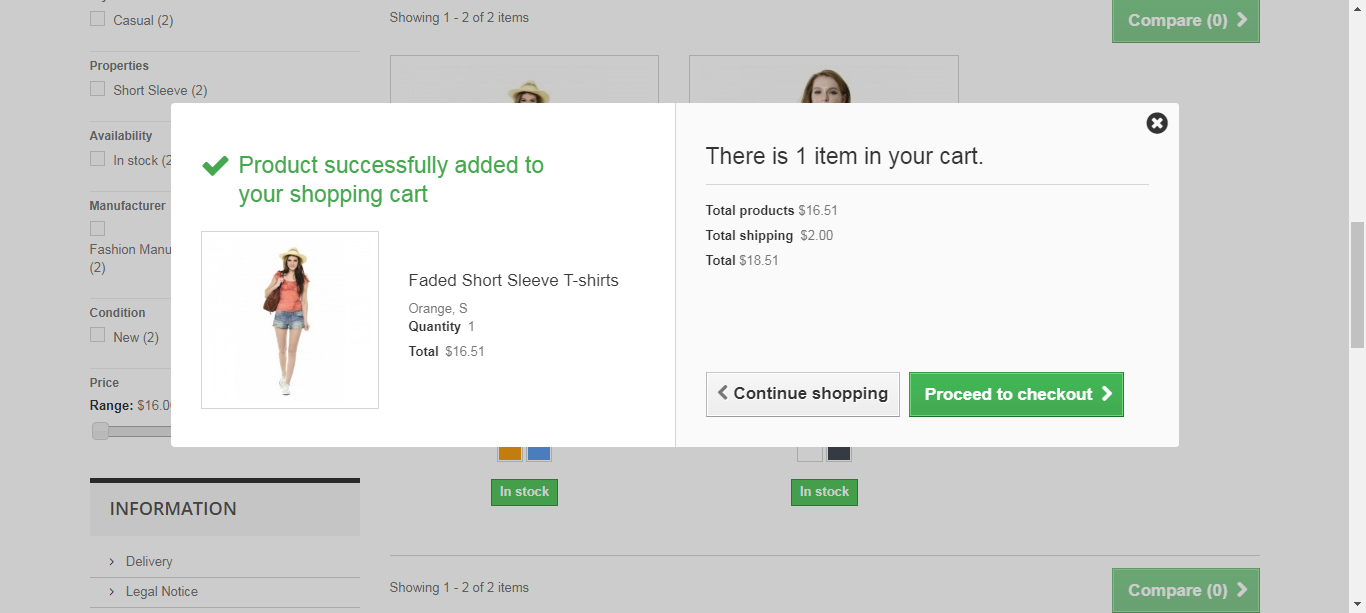 Casual (2)
Showing 1 - 2 of 2 items
Compare (0)
Properties
Short Sleeve (2)
Availability
In stock (2
Manufacturer
Fashion Manu
(2)
Condition
New (2)
Price
Range: $16.0
Product successfully added to
your shopping cart
Faded Short Sleeve T-shirts
Orange, S
Quantity 1
Total $16.51
There is 1 item in your cart.
Total products $16.51
Total shipping $2.00
Total $18.51
Continue shopping
Proceed to checkout
In stock
In stock
INFORMATION
Delivery
Legal Notice
Showing 1 - 2 of 2 items
Compare (0)